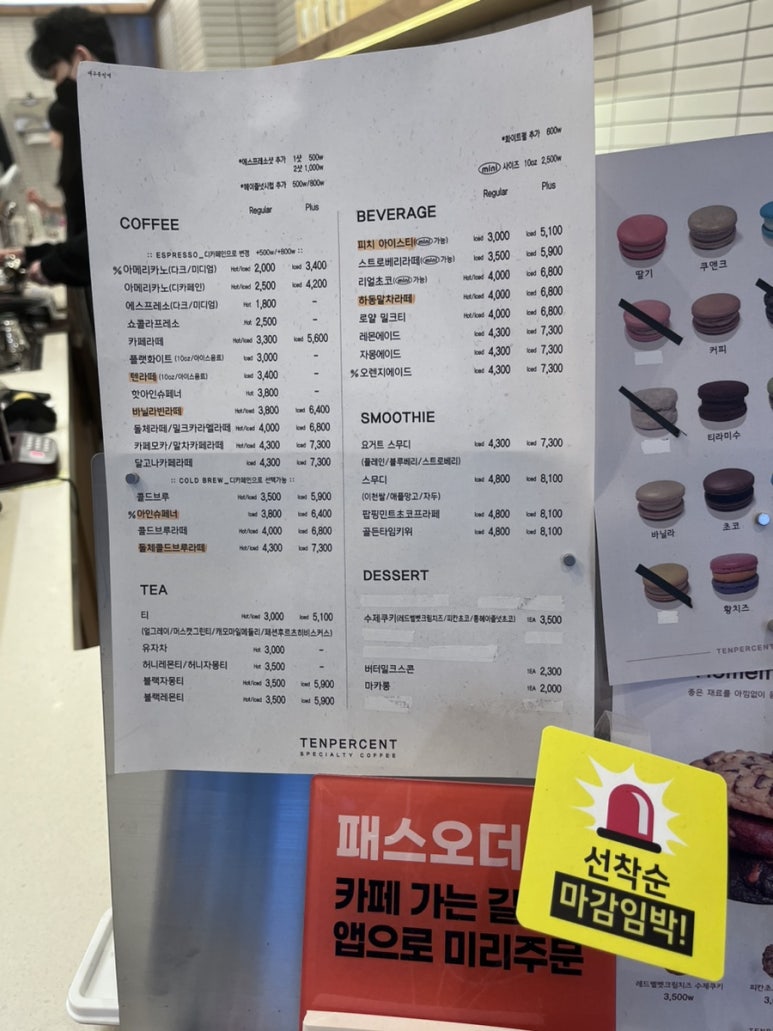 *에스프레소샷 추가 1샷 500w
2샷 1,000w
*헤이즐넛시럽 추가 500w/800w
Regular Plus
COFFEE
:: ESPRESSO_디카페인으로 변경 +500w/+800w ::
% 아메리카노(다크/미디엄) Hot/Iced 2,000 Iced 3,400
아메리카노(디카페인) Hot/Iced 2,500 Iced 4,200
에스프레소(다크/미디엄) Hot 1,800 -
쇼콜라프레소 Hot 2,500 -
카페라떼 Hot/Iced 3,300 Iced 5,600
플랫화이트 (10oz/아이스용료) Iced 3,000 -
텐라떼 (10oz/아이스용료) Iced 3,400 -
핫아인슈페너 Hot 3,800 -
바닐라빈라떼 Hot/Iced 3,800 Iced 6,400
돌체라떼/밀크카라멜라떼 Hot/Iced 4,000 Iced 6,800
카페모카/말차카페라떼 Hot/Iced 4,300 Iced 7,300
달고나카페라떼 Iced 4,300 Iced 7,300
:: COLD BREW_디카페인으로 선택가능 ::
콜드브루 Hot/Iced 3,500 Iced 5,900
% 아인슈페너 Iced 3,800 Iced 6,400
콜드브루라떼 Hot/Iced 4,000 Iced 6,800
돌체콜드브루라떼 Hot/Iced 4,300 Iced 7,300
TEA
티 Hot/Iced 3,000 Iced 5,100
(얼그레이/머스캣그린티/캐모마일메들리/패션후르츠히비스커스)
유자차 Hot 3,000 -
허니레몬티/허니자몽티 Hot 3,500 -
블랙자몽티 Hot/Iced 3,500 Iced 5,900
블랙레몬티 Hot/Iced 3,500 Iced 5,900
*화이트펄 추가 600w
mini 사이즈 10oz 2,500w
Regular Plus
BEVERAGE
피치 아이스티(mini 가능) Iced 3,000 Iced 5,100
스트로베리라떼(mini 가능) Iced 3,500 Iced 5,900
리얼초코(mini 가능) Hot/Iced 4,000 Iced 6,800
하동말차라떼 Hot/Iced 4,000 Iced 6,800
로얄 밀크티 Hot/Iced 4,000 Iced 6,800
레몬에이드 Iced 4,300 Iced 7,300
자몽에이드 Iced 4,300 Iced 7,300
% 오렌지에이드 Iced 4,300 Iced 7,300
SMOOTHIE
요거트 스무디 Iced 4,300 Iced 7,300
(플레인/블루베리/스트로베리)
스무디 Iced 4,800 Iced 8,100
(이천쌀/애플망고/자두)
팝핑민트초코프라페 Iced 4,800 Iced 8,100
골든타임키위 Iced 4,800 Iced 8,100
DESSERT
수제쿠키(레드벨벳크림치즈/피칸초코/통헤이즐넛초코) 1EA 3,500
버터밀크스콘 1EA 2,300
마카롱 1EA 2,000
TENPERCENT
SPECIALTY COFFEE
딸기 쿠앤크
커피
티라미수
바닐라 초코
황치즈
TENPERCENT
좋은 재료를 아낌없이
레드벨벳크림치즈 수제쿠키
3,500w
피칸초
패스오더
카페 가는 길
앱으로 미리주문
선착순
마감임박!